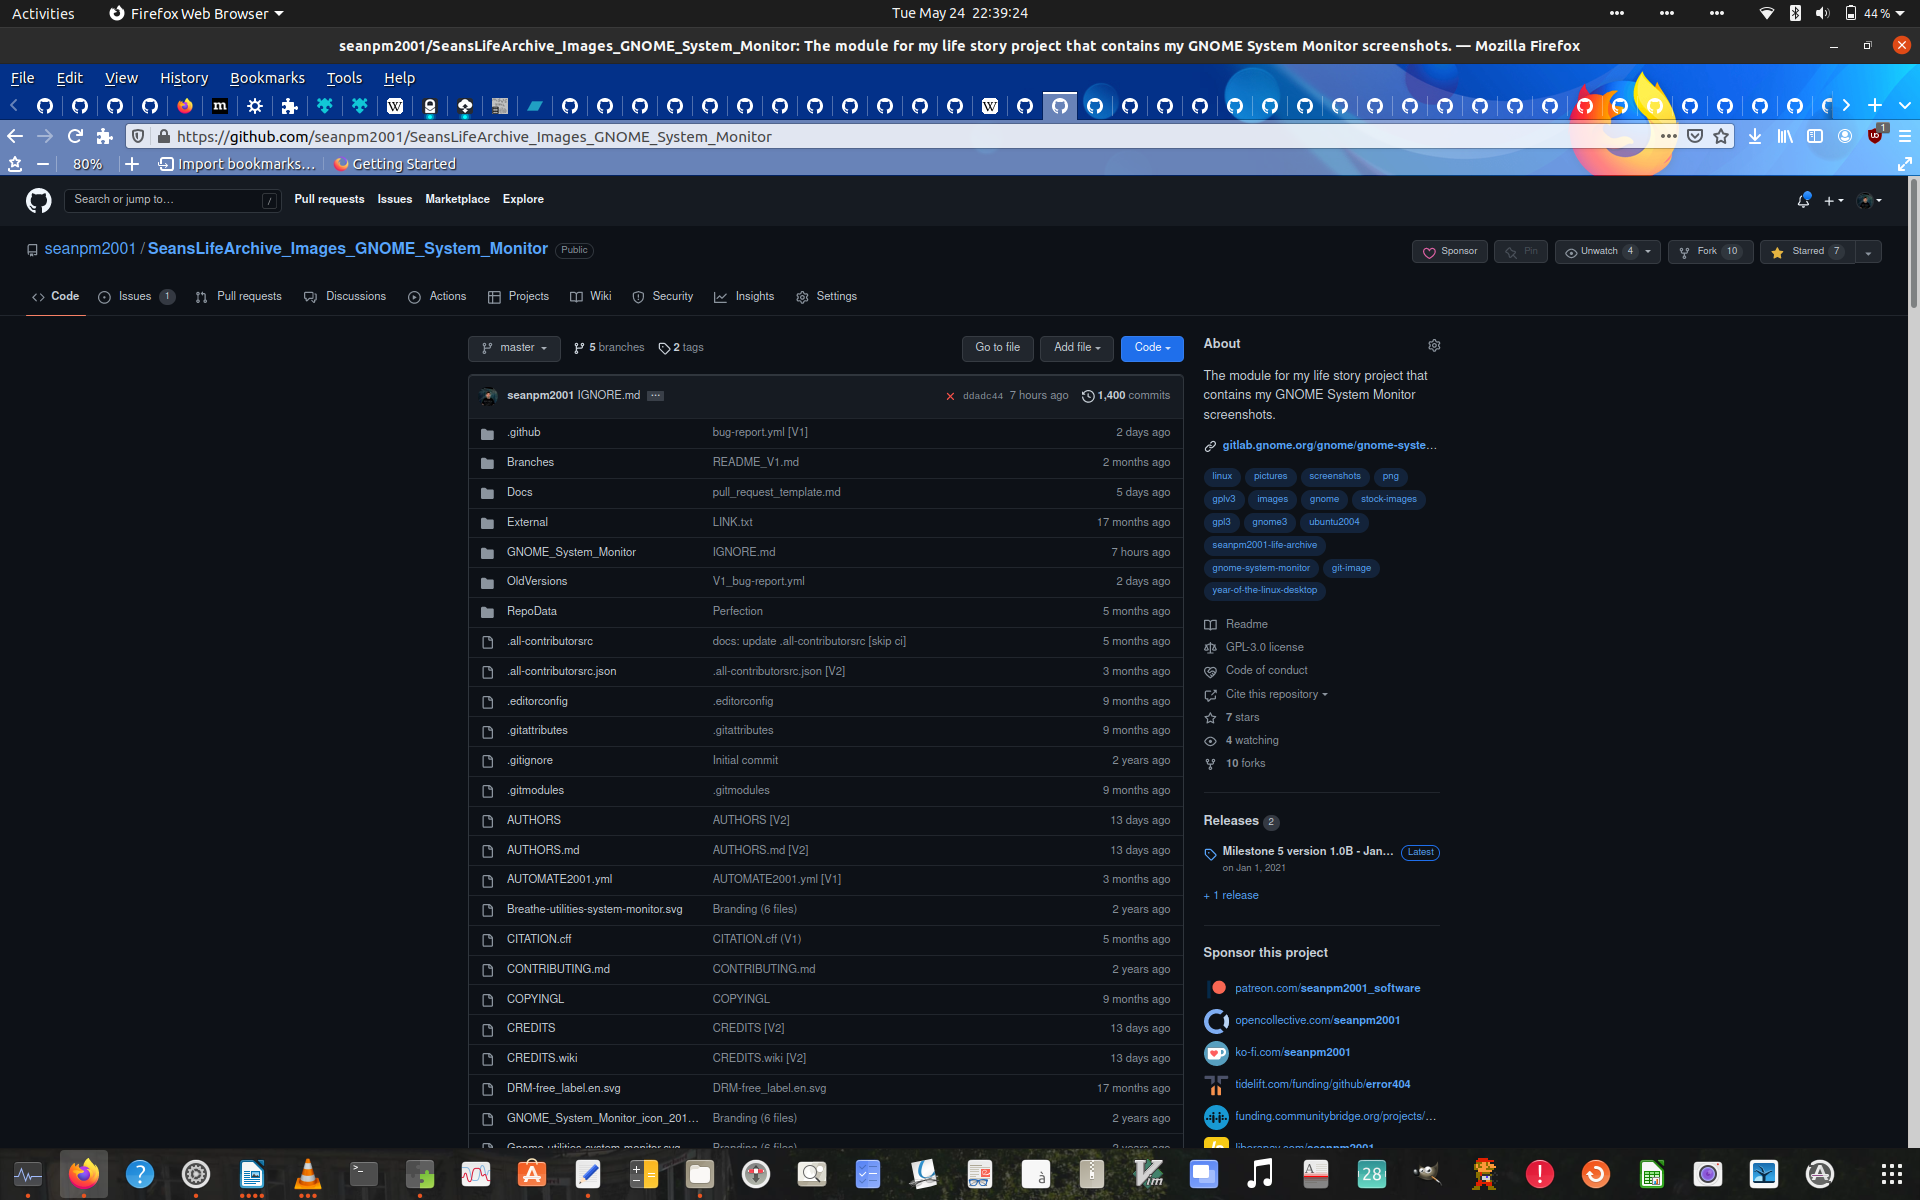 Activities Firefox Web Browser Tue May 24 22:39:24 44 %
seanpm2001/SeansLifeArchive_Images_GNOME_System_Monitor: The module for my life story project that contains my GNOME System Monitor screenshots. — Mozilla Firefox
File Edit View History Bookmarks Tools Help
https://github.com/seanpm2001/SeansLifeArchive_Images_GNOME_System_Monitor
80% Import bookmarks… Getting Started
Search or jump to… / Pull requests Issues Marketplace Explore
seanpm2001 / SeansLifeArchive_Images_GNOME_System_Monitor Public Sponsor Pin Unwatch 4 Fork 10 Starred 7
Code Issues 1 Pull requests Discussions Actions Projects Wiki Security Insights Settings
master 5 branches 2 tags Go to file Add file Code
seanpm2001 IGNORE.md … ddadc44 7 hours ago 1,400 commits
.github bug-report.yml [V1] 2 days ago
Branches README_V1.md 2 months ago
Docs pull_request_template.md 5 days ago
External LINK.txt 17 months ago
GNOME_System_Monitor IGNORE.md 7 hours ago
OldVersions V1_bug-report.yml 2 days ago
RepoData Perfection 5 months ago
.all-contributorsrc docs: update .all-contributorsrc [skip ci] 5 months ago
.all-contributorsrc.json .all-contributorsrc.json [V2] 3 months ago
.editorconfig .editorconfig 9 months ago
.gitattributes .gitattributes 9 months ago
.gitignore Initial commit 2 years ago
.gitmodules .gitmodules 9 months ago
AUTHORS AUTHORS [V2] 13 days ago
AUTHORS.md AUTHORS.md [V2] 13 days ago
AUTOMATE2001.yml AUTOMATE2001.yml [V1] 3 months ago
Breathe-utilities-system-monitor.svg Branding (6 files) 2 years ago
CITATION.cff CITATION.cff (V1) 5 months ago
CONTRIBUTING.md CONTRIBUTING.md 2 years ago
COPYINGL COPYINGL 9 months ago
CREDITS CREDITS [V2] 13 days ago
CREDITS.wiki CREDITS.wiki [V2] 13 days ago
DRM-free_label.en.svg DRM-free_label.en.svg 17 months ago
GNOME_System_Monitor_icon_201… Branding (6 files) 2 years ago
Gnome-utilities-system-monitor.svg Branding (6 files) 2 years ago
About
The module for my life story project that
contains my GNOME System Monitor
screenshots.
gitlab.gnome.org/gnome/gnome-syste…
linux pictures screenshots png
gplv3 images gnome stock-images
gpl3 gnome3 ubuntu2004
seanpm2001-life-archive
gnome-system-monitor git-image
year-of-the-linux-desktop
Readme
GPL-3.0 license
Code of conduct
Cite this repository
7 stars
4 watching
10 forks
Releases 2
Milestone 5 version 1.0B - Jan… Latest
on Jan 1, 2021
+ 1 release
Sponsor this project
patreon.com/seanpm2001_software
opencollective.com/seanpm2001
ko-fi.com/seanpm2001
tidelift.com/funding/github/error404
funding.communitybridge.org/projects/…
liberapay.com/seanpm2001